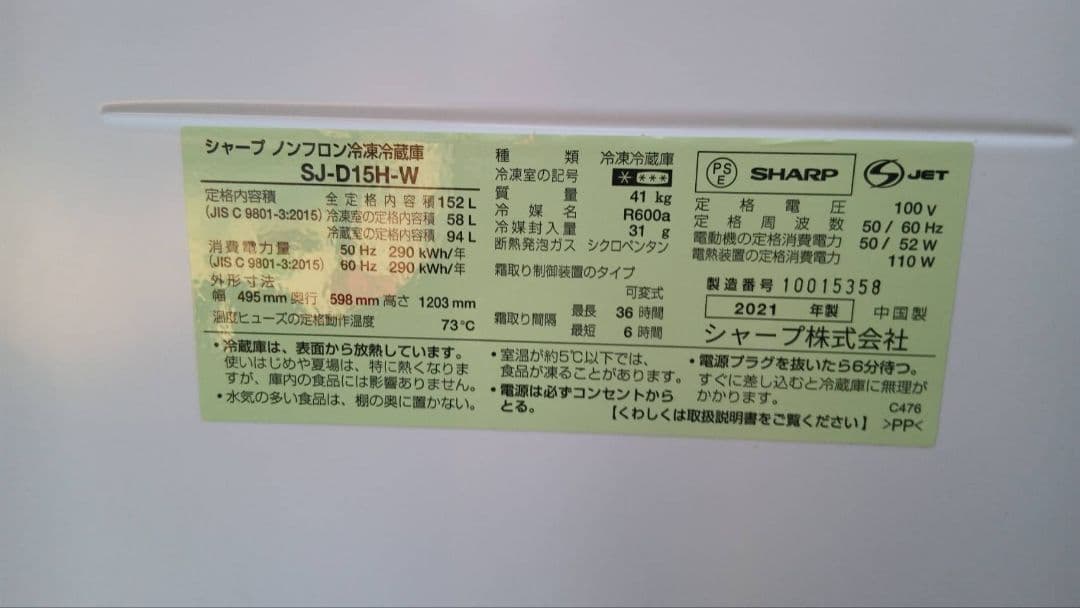 シャープ ノンフロン冷凍冷蔵庫
SJ-D15H-W
定格内容積 全定格内容積 152 L
(JIS C 9801-3:2015) 冷凍室の定格内容積 58 L
冷蔵室の定格内容積 94 L
消費電力量 50 Hz 290 kWh/年
(JIS C 9801-3:2015) 60 Hz 290 kWh/年
外形寸法
幅 495 mm 奥行 598 mm 高さ 1203 mm
温度ヒューズの定格動作温度 73℃
種類 冷凍冷蔵庫
冷凍室の記号 * ***
質量 41 kg
冷媒名 R600a
冷媒封入量 31 g
断熱発泡ガス シクロペンタン
霜取り制御装置のタイプ
可変式
霜取り間隔 最長 36 時間
最短 6 時間
PSE SHARP JET
定格電圧 100 V
定格周波数 50 / 60 Hz
電動機の定格消費電力 50 / 52 W
電熱装置の定格消費電力 110 W
製造番号 10015358
2021 年製 中国製
シャープ株式会社
・冷蔵庫は、表面から放熱しています。
使いはじめや夏場は、特に熱くなりま
すが、庫内の食品には影響ありません。
・水気の多い食品は、棚の奥に置かない。
・室温が約5℃以下では、
食品が凍ることがあります。
・電源は必ずコンセントから
とる。
・電源プラグを抜いたら6分待つ。
すぐに差し込むと冷蔵庫に無理が
かかります。
C476
【くわしくは取扱説明書をご覧ください】 >PP<